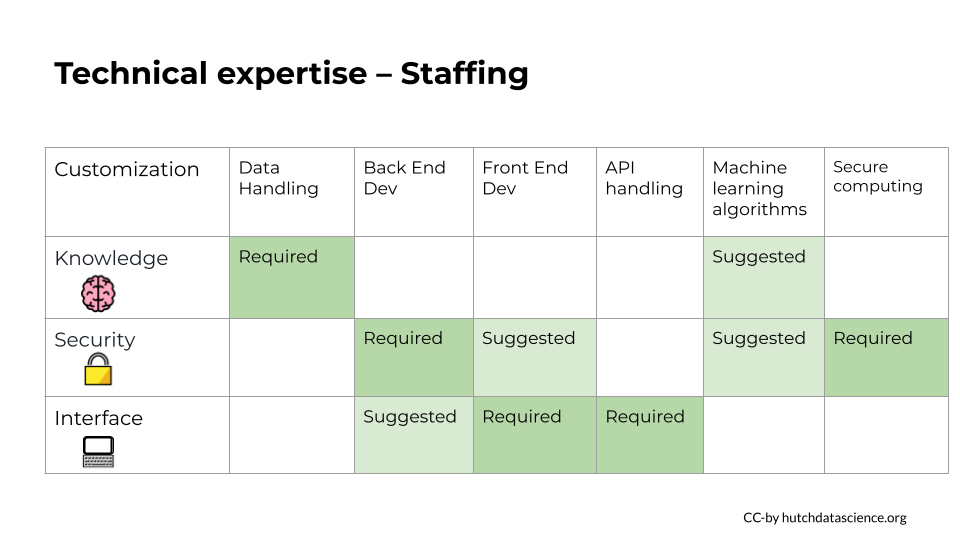 Technical expertise – Staffing
Customization
Data
Handling
Back End
Dev
Front End
Dev
API
handling
Machine
learning
algorithms
Secure
computing
Knowledge
Required
Suggested
Security
Required
Suggested
Suggested
Required
Interface
Suggested
Required
Required
CC-by hutchdatascience.org